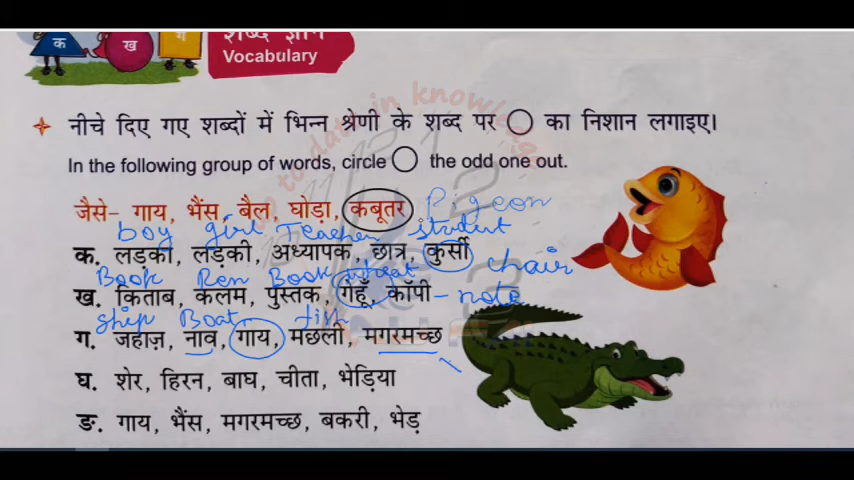 क ख ग शब्द ज्ञान
Vocabulary
नीचे दिए गए शब्दों में भिन्न श्रेणी के शब्द पर ◯ का निशान लगाइए।
In the following group of words, circle ◯ the odd one out.
जैसे- गाय, भैंस, बैल, घोड़ा, कबूतर Pigeon
boy girl Teacher student
क. लड़का, लड़की, अध्यापक, छात्र, कुर्सी chair
Book Pen Book wheat
ख. किताब, कलम, पुस्तक, गेहूँ, कॉपी – note
Ship Boat fish
ग. जहाज़, नाव, गाय, मछली, मगरमच्छ
घ. शेर, हिरन, बाघ, चीता, भेड़िया
ङ. गाय, भैंस, मगरमच्छ, बकरी, भेड़